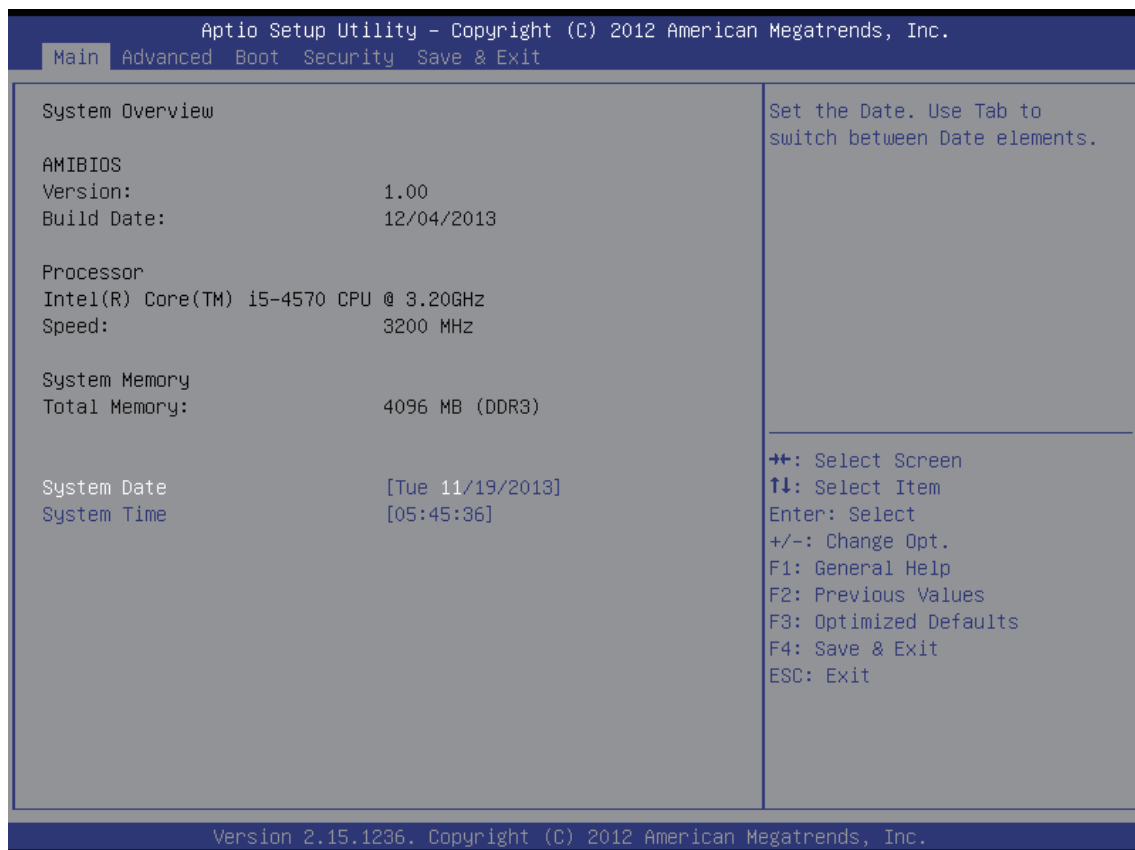 Aptio Setup Utility – Copyright (C) 2012 American Megatrends, Inc.
Main Advanced Boot Security Save & Exit
System Overview
AMIBIOS
Version: 1.00
Build Date: 12/04/2013
Processor
Intel(R) Core(TM) i5-4570 CPU @ 3.20GHz
Speed: 3200 MHz
System Memory
Total Memory: 4096 MB (DDR3)
System Date [Tue 11/19/2013]
System Time [05:45:36]
Set the Date. Use Tab to
switch between Date elements.
→←: Select Screen
↑↓: Select Item
Enter: Select
+/-: Change Opt.
F1: General Help
F2: Previous Values
F3: Optimized Defaults
F4: Save & Exit
ESC: Exit
Version 2.15.1236. Copyright (C) 2012 American Megatrends, Inc.